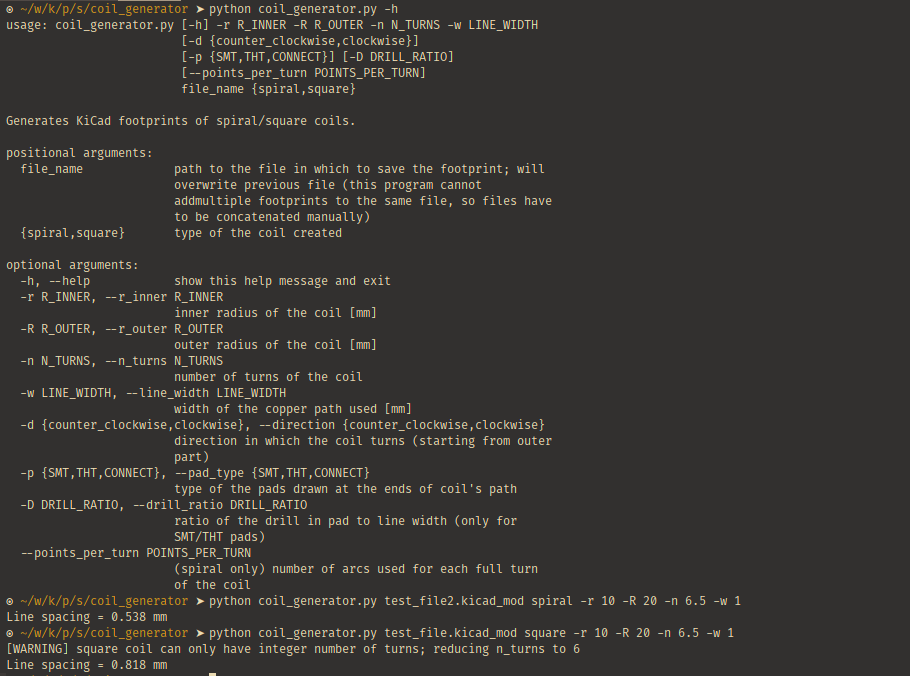 ⊙ ~/w/k/p/s/coil_generator ➤ python coil_generator.py -h
usage: coil_generator.py [-h] -r R_INNER -R R_OUTER -n N_TURNS -w LINE_WIDTH
[-d {counter_clockwise,clockwise}]
[-p {SMT,THT,CONNECT}] [-D DRILL_RATIO]
[--points_per_turn POINTS_PER_TURN]
file_name {spiral,square}
Generates KiCad footprints of spiral/square coils.
positional arguments:
file_name path to the file in which to save the footprint; will
overwrite previous file (this program cannot
addmultiple footprints to the same file, so files have
to be concatenated manually)
{spiral,square} type of the coil created
optional arguments:
-h, --help show this help message and exit
-r R_INNER, --r_inner R_INNER
inner radius of the coil [mm]
-R R_OUTER, --r_outer R_OUTER
outer radius of the coil [mm]
-n N_TURNS, --n_turns N_TURNS
number of turns of the coil
-w LINE_WIDTH, --line_width LINE_WIDTH
width of the copper path used [mm]
-d {counter_clockwise,clockwise}, --direction {counter_clockwise,clockwise}
direction in which the coil turns (starting from outer
part)
-p {SMT,THT,CONNECT}, --pad_type {SMT,THT,CONNECT}
type of the pads drawn at the ends of coil's path
-D DRILL_RATIO, --drill_ratio DRILL_RATIO
ratio of the drill in pad to line width (only for
SMT/THT pads)
--points_per_turn POINTS_PER_TURN
(spiral only) number of arcs used for each full turn
of the coil
⊙ ~/w/k/p/s/coil_generator ➤ python coil_generator.py test_file2.kicad_mod spiral -r 10 -R 20 -n 6.5 -w 1
Line spacing = 0.538 mm
⊙ ~/w/k/p/s/coil_generator ➤ python coil_generator.py test_file.kicad_mod square -r 10 -R 20 -n 6.5 -w 1
[WARNING] square coil can only have integer number of turns; reducing n_turns to 6
Line spacing = 0.818 mm